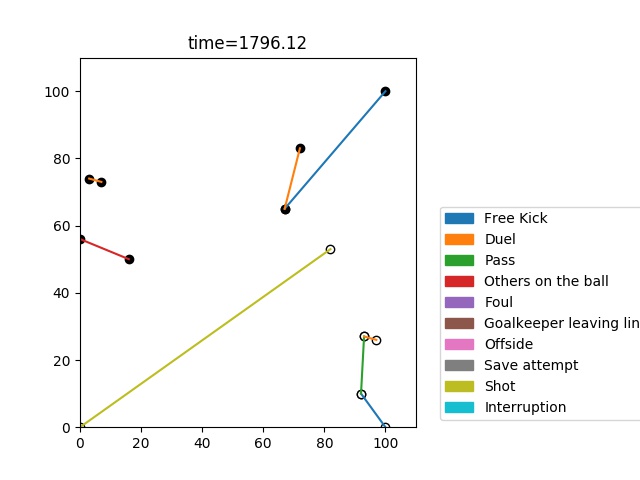 time=1796.12
100
80
60
40
20
0
0 20 40 60 80 100
Free Kick
Duel
Pass
Others on the ball
Foul
Goalkeeper leaving lin
Offside
Save attempt
Shot
Interruption